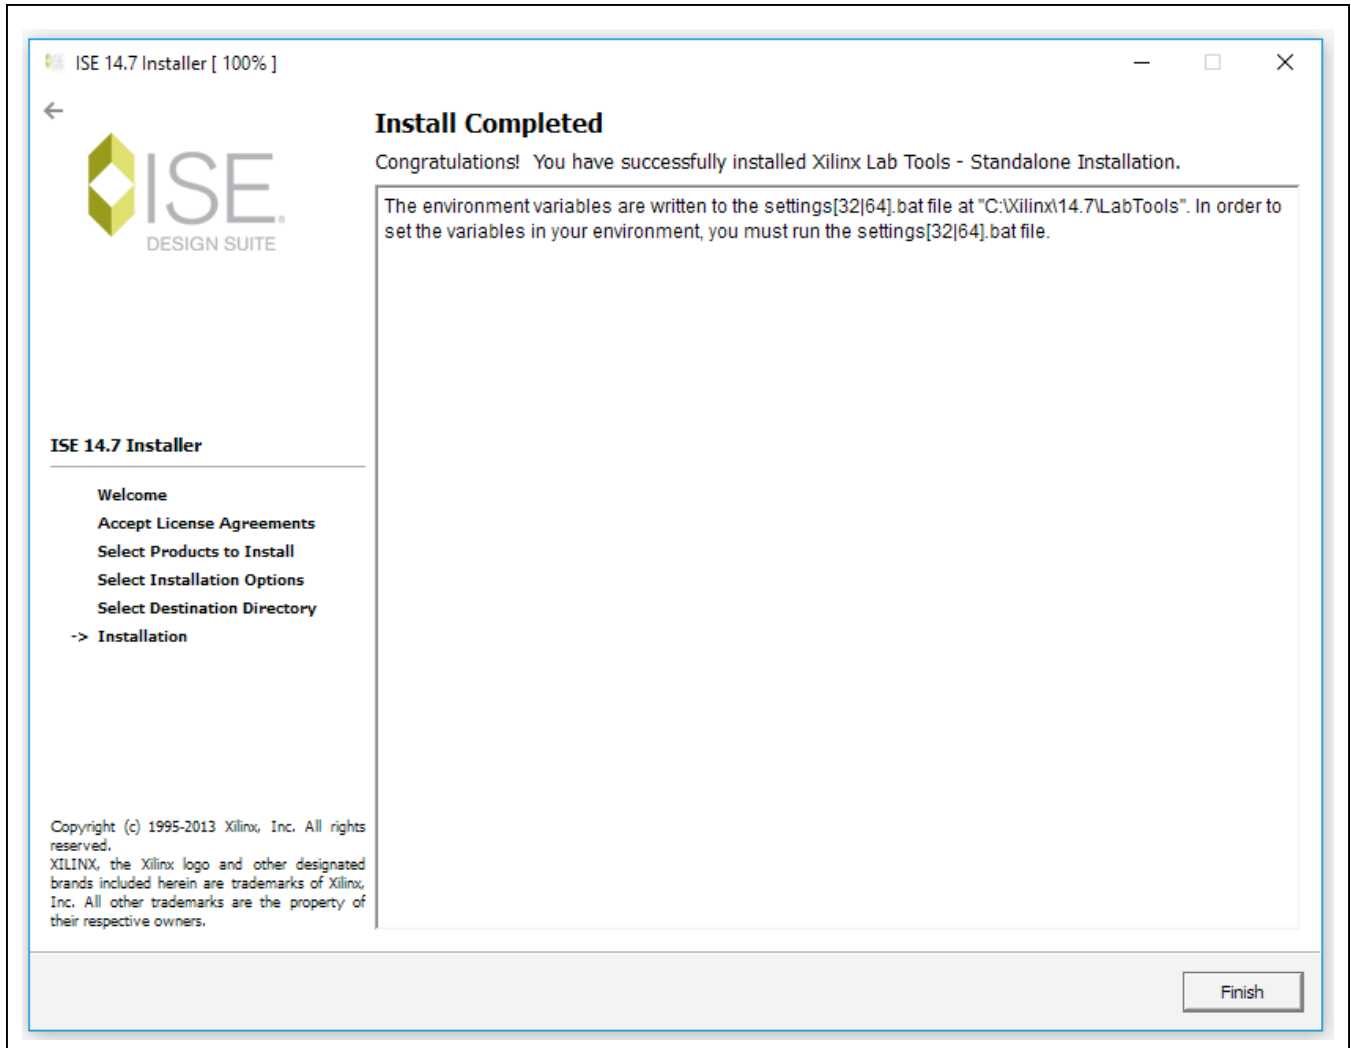 ISE 14.7 Installer [ 100% ]
ISE.
DESIGN SUITE
Install Completed
Congratulations!  You have successfully installed Xilinx Lab Tools - Standalone Installation.
The environment variables are written to the settings[32|64].bat file at "C:\Xilinx\14.7\LabTools". In order to
set the variables in your environment, you must run the settings[32|64].bat file.
ISE 14.7 Installer
Welcome
Accept License Agreements
Select Products to Install
Select Installation Options
Select Destination Directory
-> Installation
Copyright (c) 1995-2013 Xilinx, Inc. All rights
reserved.
XILINX, the Xilinx logo and other designated
brands included herein are trademarks of Xilinx,
Inc. All other trademarks are the property of
their respective owners.
Finish